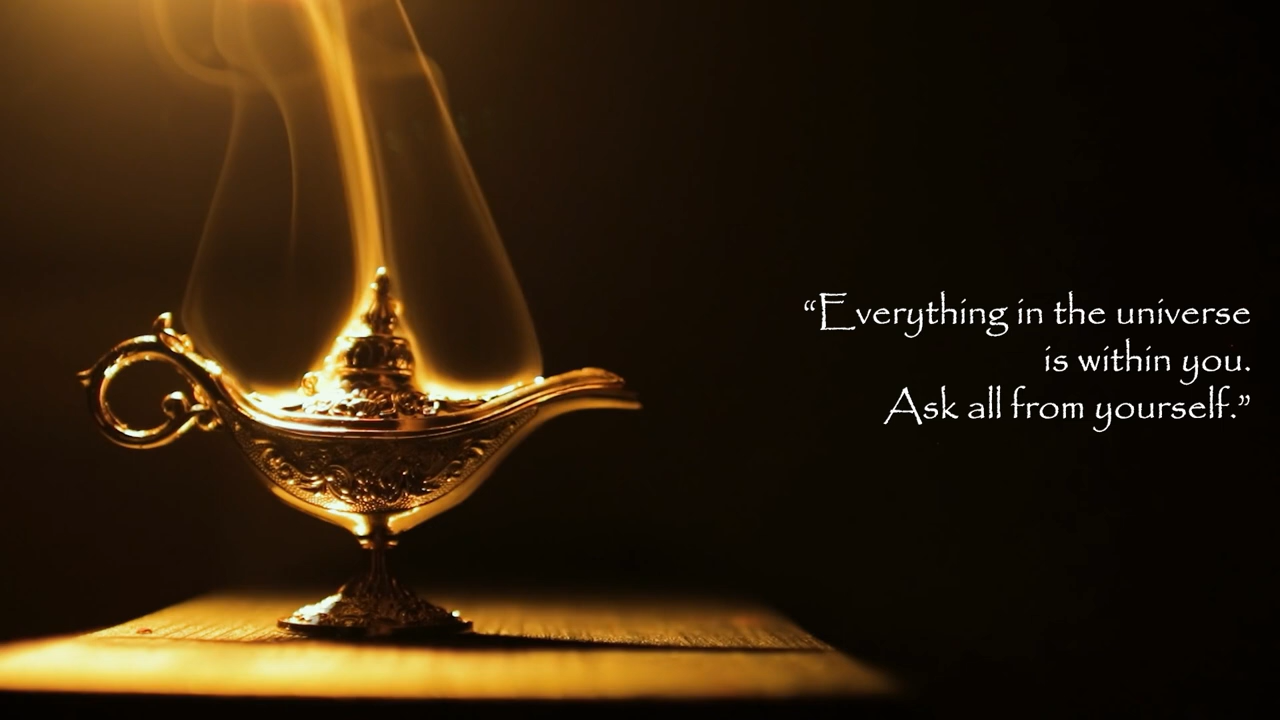 “Everything in the universe
is within you.
Ask all from yourself.”